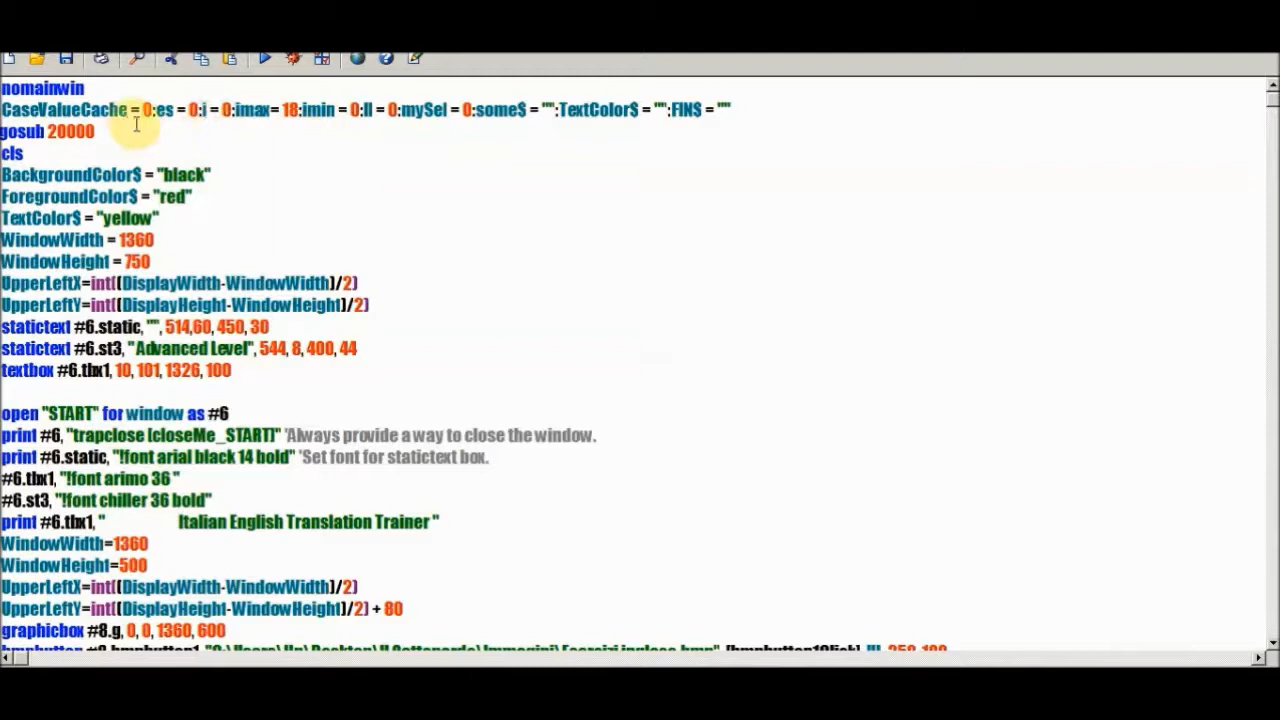 nomainwin
CaseValueCache = 0:es = 0:i = 0:imax= 18:imin = 0:ll = 0:mySel = 0:some$ = "":TextColor$ = "":FIN$ = ""
gosub 20000
cls
BackgroundColor$ = "black"
ForegroundColor$ = "red"
TextColor$ = "yellow"
WindowWidth = 1360
WindowHeight = 750
UpperLeftX=int((DisplayWidth-WindowWidth)/2)
UpperLeftY=int((DisplayHeight-WindowHeight)/2)
statictext #6.static, "", 514,60, 450, 30
statictext #6.st3, "Advanced Level", 544, 8, 400, 44
textbox #6.tbx1, 10, 101, 1326, 100
open "START" for window as #6
print #6, "trapclose [closeMe_START]" 'Always provide a way to close the window.
print #6.static, "!font arial black 14 bold" 'Set font for statictext box.
#6.tbx1, "!font arimo 36 "
#6.st3, "!font chiller 36 bold"
print #6.tbx1, " Italian English Translation Trainer "
WindowWidth=1360
WindowHeight=500
UpperLeftX=int((DisplayWidth-WindowWidth)/2)
UpperLeftY=int((DisplayHeight-WindowHeight)/2) + 80
graphicbox #8.g, 0, 0, 1360, 600